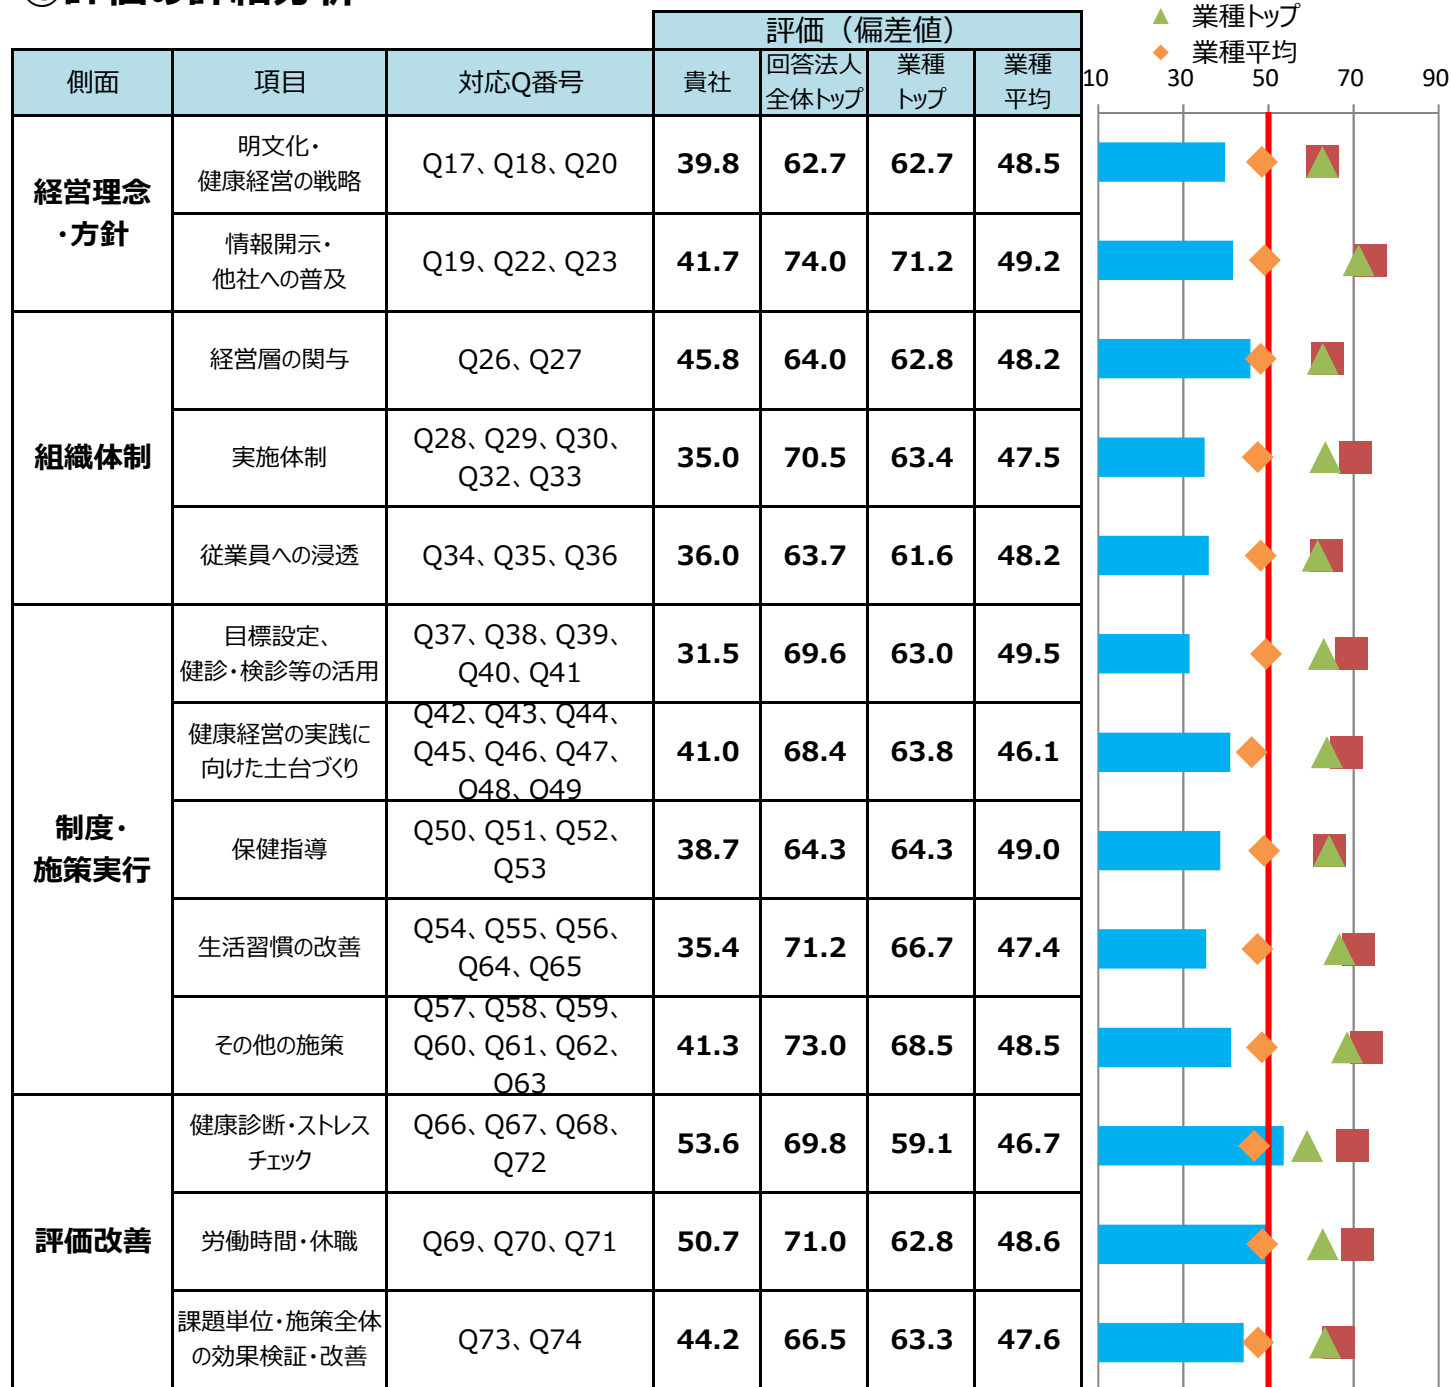 評価（偏差値）
業種トップ
業種平均
側面 項目 対応Q番号 貴社 回答法人 業種 業種
全体トップ トップ 平均
10 30 50 70 90
経営理念
・方針
明文化・
健康経営の戦略
Q17、Q18、Q20 39.8 62.7 62.7 48.5
情報開示・
他社への普及
Q19、Q22、Q23 41.7 74.0 71.2 49.2
組織体制
経営層の関与 Q26、Q27 45.8 64.0 62.8 48.2
実施体制
Q28、Q29、Q30、
Q32、Q33
35.0 70.5 63.4 47.5
従業員への浸透 Q34、Q35、Q36 36.0 63.7 61.6 48.2
制度・
施策実行
目標設定、
健診・検診等の活用
Q37、Q38、Q39、
Q40、Q41
31.5 69.6 63.0 49.5
健康経営の実践に
向けた土台づくり
Q42、Q43、Q44、
Q45、Q46、Q47、
Q48、Q49
41.0 68.4 63.8 46.1
保健指導
Q50、Q51、Q52、
Q53
38.7 64.3 64.3 49.0
生活習慣の改善
Q54、Q55、Q56、
Q64、Q65
35.4 71.2 66.7 47.4
その他の施策
Q57、Q58、Q59、
Q60、Q61、Q62、
Q63
41.3 73.0 68.5 48.5
評価改善
健康診断・ストレス
チェック
Q66、Q67、Q68、
Q72
53.6 69.8 59.1 46.7
労働時間・休職 Q69、Q70、Q71 50.7 71.0 62.8 48.6
課題単位・施策全体
の効果検証・改善
Q73、Q74 44.2 66.5 63.3 47.6